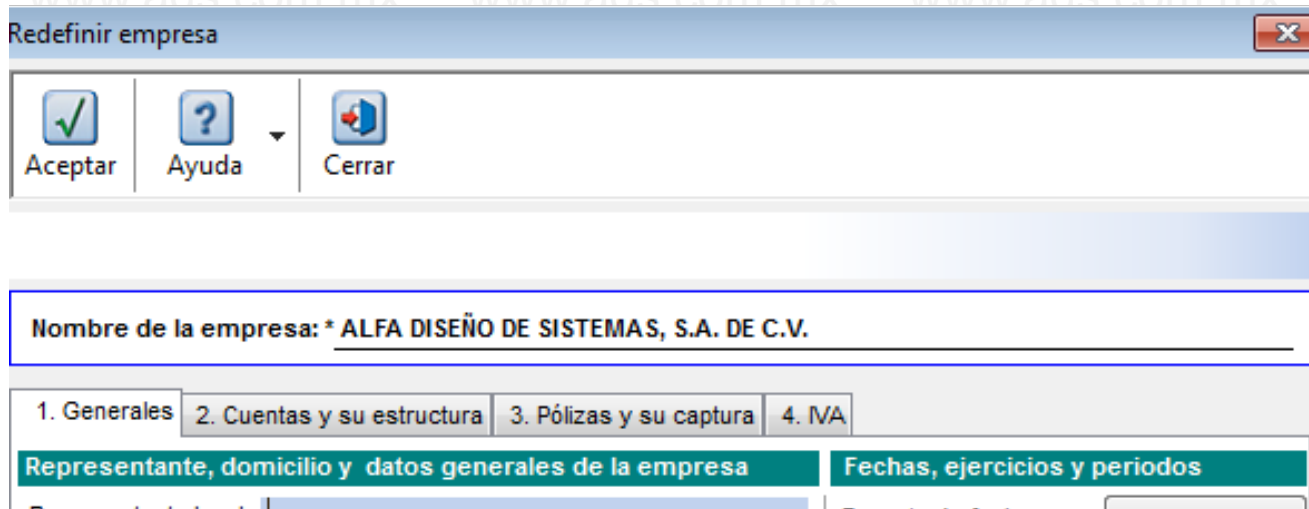 Redefinir empresa
Aceptar Ayuda Cerrar
Nombre de la empresa: * ALFA DISEÑO DE SISTEMAS, S.A. DE C.V.
1. Generales 2. Cuentas y su estructura 3. Pólizas y su captura 4. IVA
Representante, domicilio y datos generales de la empresa Fechas, ejercicios y periodos